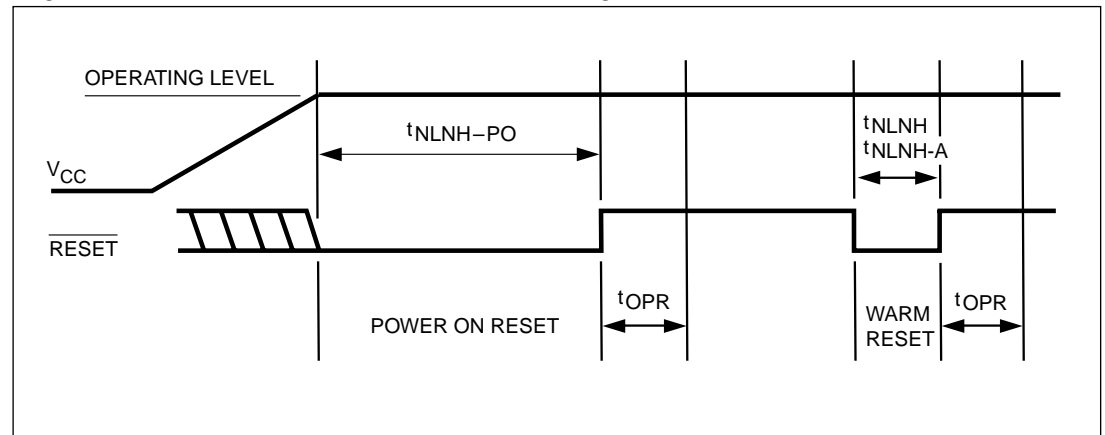 OPERATING LEVEL
tNLNH–PO
tNLNH
tNLNH-A
VCC
RESET
tOPR
POWER ON RESET
WARM
RESET
tOPR